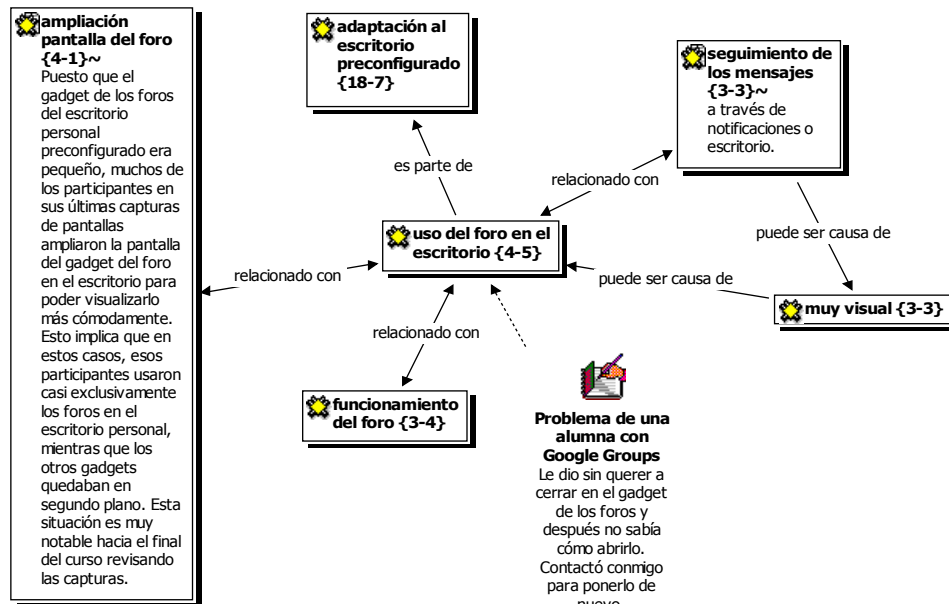 ampliación
pantalla del foro
{4-1}~
Puesto que el
gadget de los foros
del escritorio
personal
preconfigurado era
pequeño, muchos de
los participantes en
sus últimas capturas
de pantallas
ampliaron la pantalla
del gadget del foro
en el escritorio para
poder visualizarlo
más cómodamente.
Esto implica que en
estos casos, esos
participantes usaron
casi exclusivamente
los foros en el
escritorio personal,
mientras que los
otros gadgets
quedaban en
segundo plano. Esta
situación es muy
notable hacia el final
del curso revisando
las capturas.
adaptación al
escritorio
preconfigurado
{18-7}
seguimiento de
los mensajes
{3-3}~
a través de
notificaciones o
escritorio.
es parte de
relacionado con
puede ser causa de
uso del foro en el
escritorio {4-5}
relacionado con
puede ser causa de
muy visual {3-3}
relacionado con
funcionamiento
del foro {3-4}
Problema de una
alumna con
Google Groups
Le dio sin querer a
cerrar en el gadget
de los foros y
después no sabía
cómo abrirlo.
Contactó conmigo
para ponerlo de
nuevo